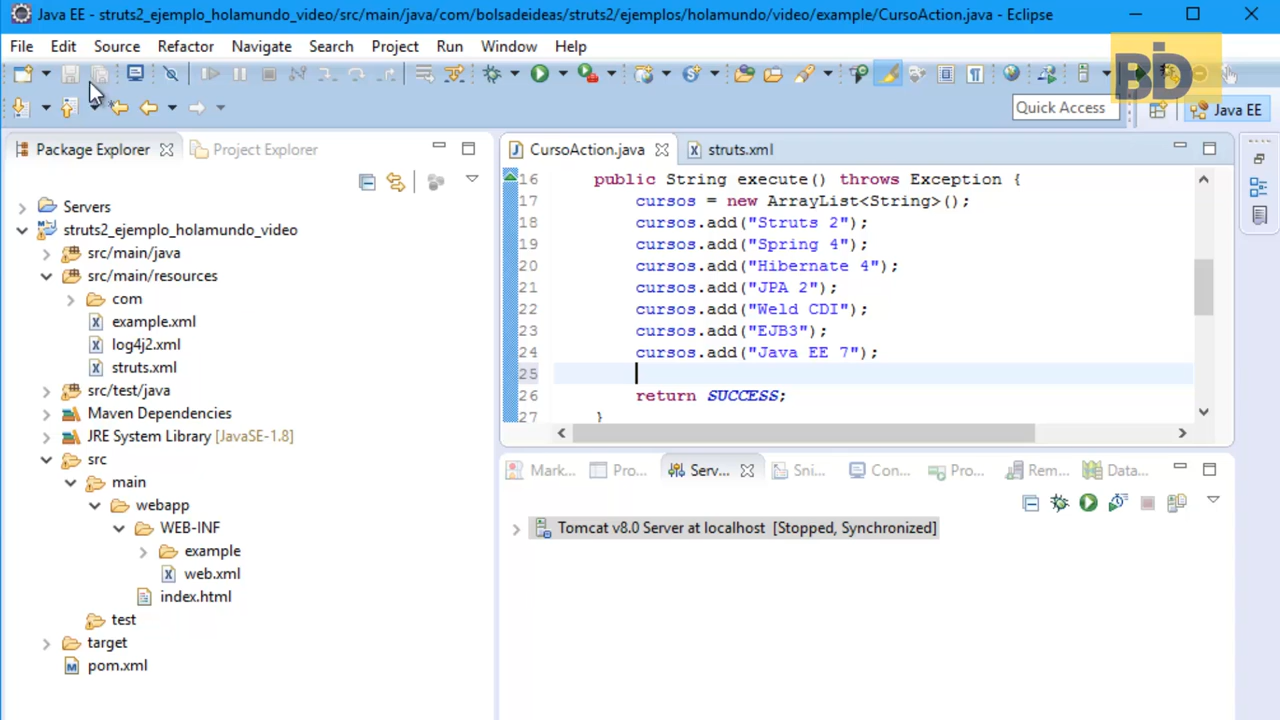 Java EE - struts2_ejemplo_holamundo_video/src/main/java/com/bolsadeideas/struts2/ejemplos/holamundo/video/example/CursoAction.java - Eclipse
File Edit Source Refactor Navigate Search Project Run Window Help
BD
Quick Access
Java EE
Package Explorer
Project Explorer
Servers
struts2_ejemplo_holamundo_video
src/main/java
src/main/resources
com
example.xml
log4j2.xml
struts.xml
src/test/java
Maven Dependencies
JRE System Library [JavaSE-1.8]
src
main
webapp
WEB-INF
example
web.xml
index.html
test
target
pom.xml
CursoAction.java
struts.xml
16 public String execute() throws Exception {
17 cursos = new ArrayList<String>();
18 cursos.add("Struts 2");
19 cursos.add("Spring 4");
20 cursos.add("Hibernate 4");
21 cursos.add("JPA 2");
22 cursos.add("Weld CDI");
23 cursos.add("EJB3");
24 cursos.add("Java EE 7");
25
26 return SUCCESS;
27 }
Mark... Pro... Serv... Sni... Con... Pro... Rem... Data...
Tomcat v8.0 Server at localhost [Stopped, Synchronized]